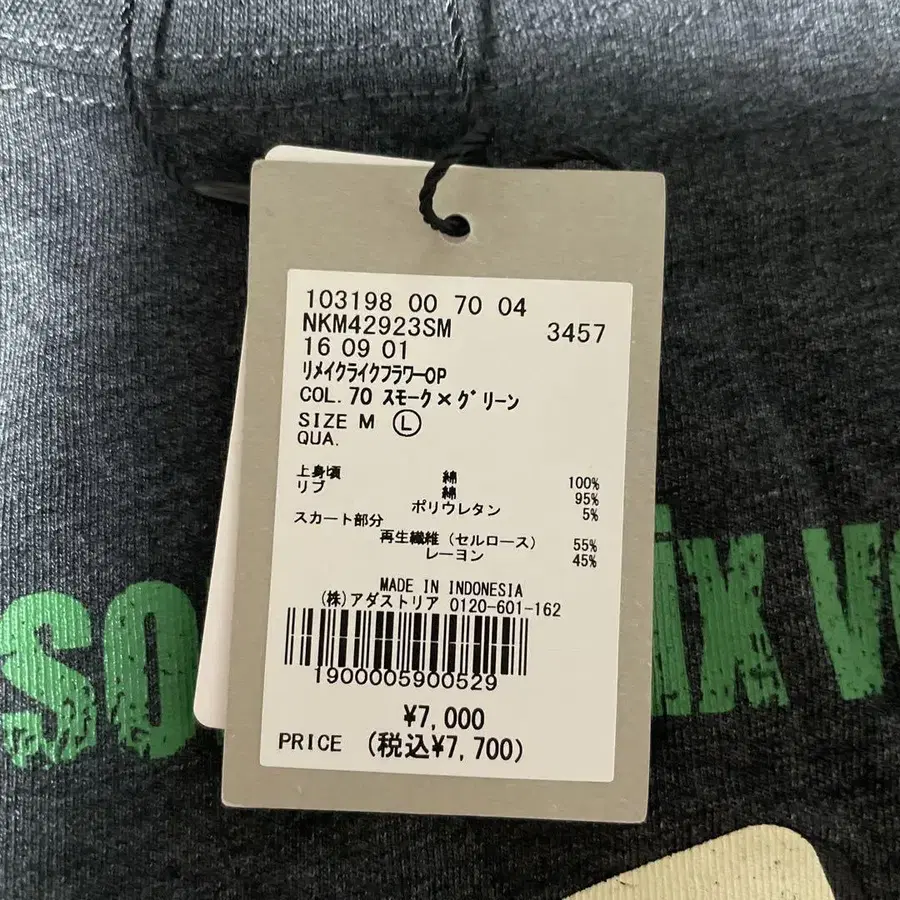 103198 00 70 04
NKM42923SM 3457
16 09 01
ﾘﾒｲｸﾗｲｸﾌﾗﾜｰOP
COL.70 ｽﾓｰｸ×ｸﾞﾘｰﾝ
SIZE M Ⓛ
QUA.
上身頃 綿 100%
リブ 綿 95%
ポリウレタン 5%
スカート部分
再生繊維（セルロース） 55%
レーヨン 45%
MADE IN INDONESIA
(株)アダストリア 0120-601-162
1900005900529
¥7,000
PRICE (税込¥7,700)
SO
ix